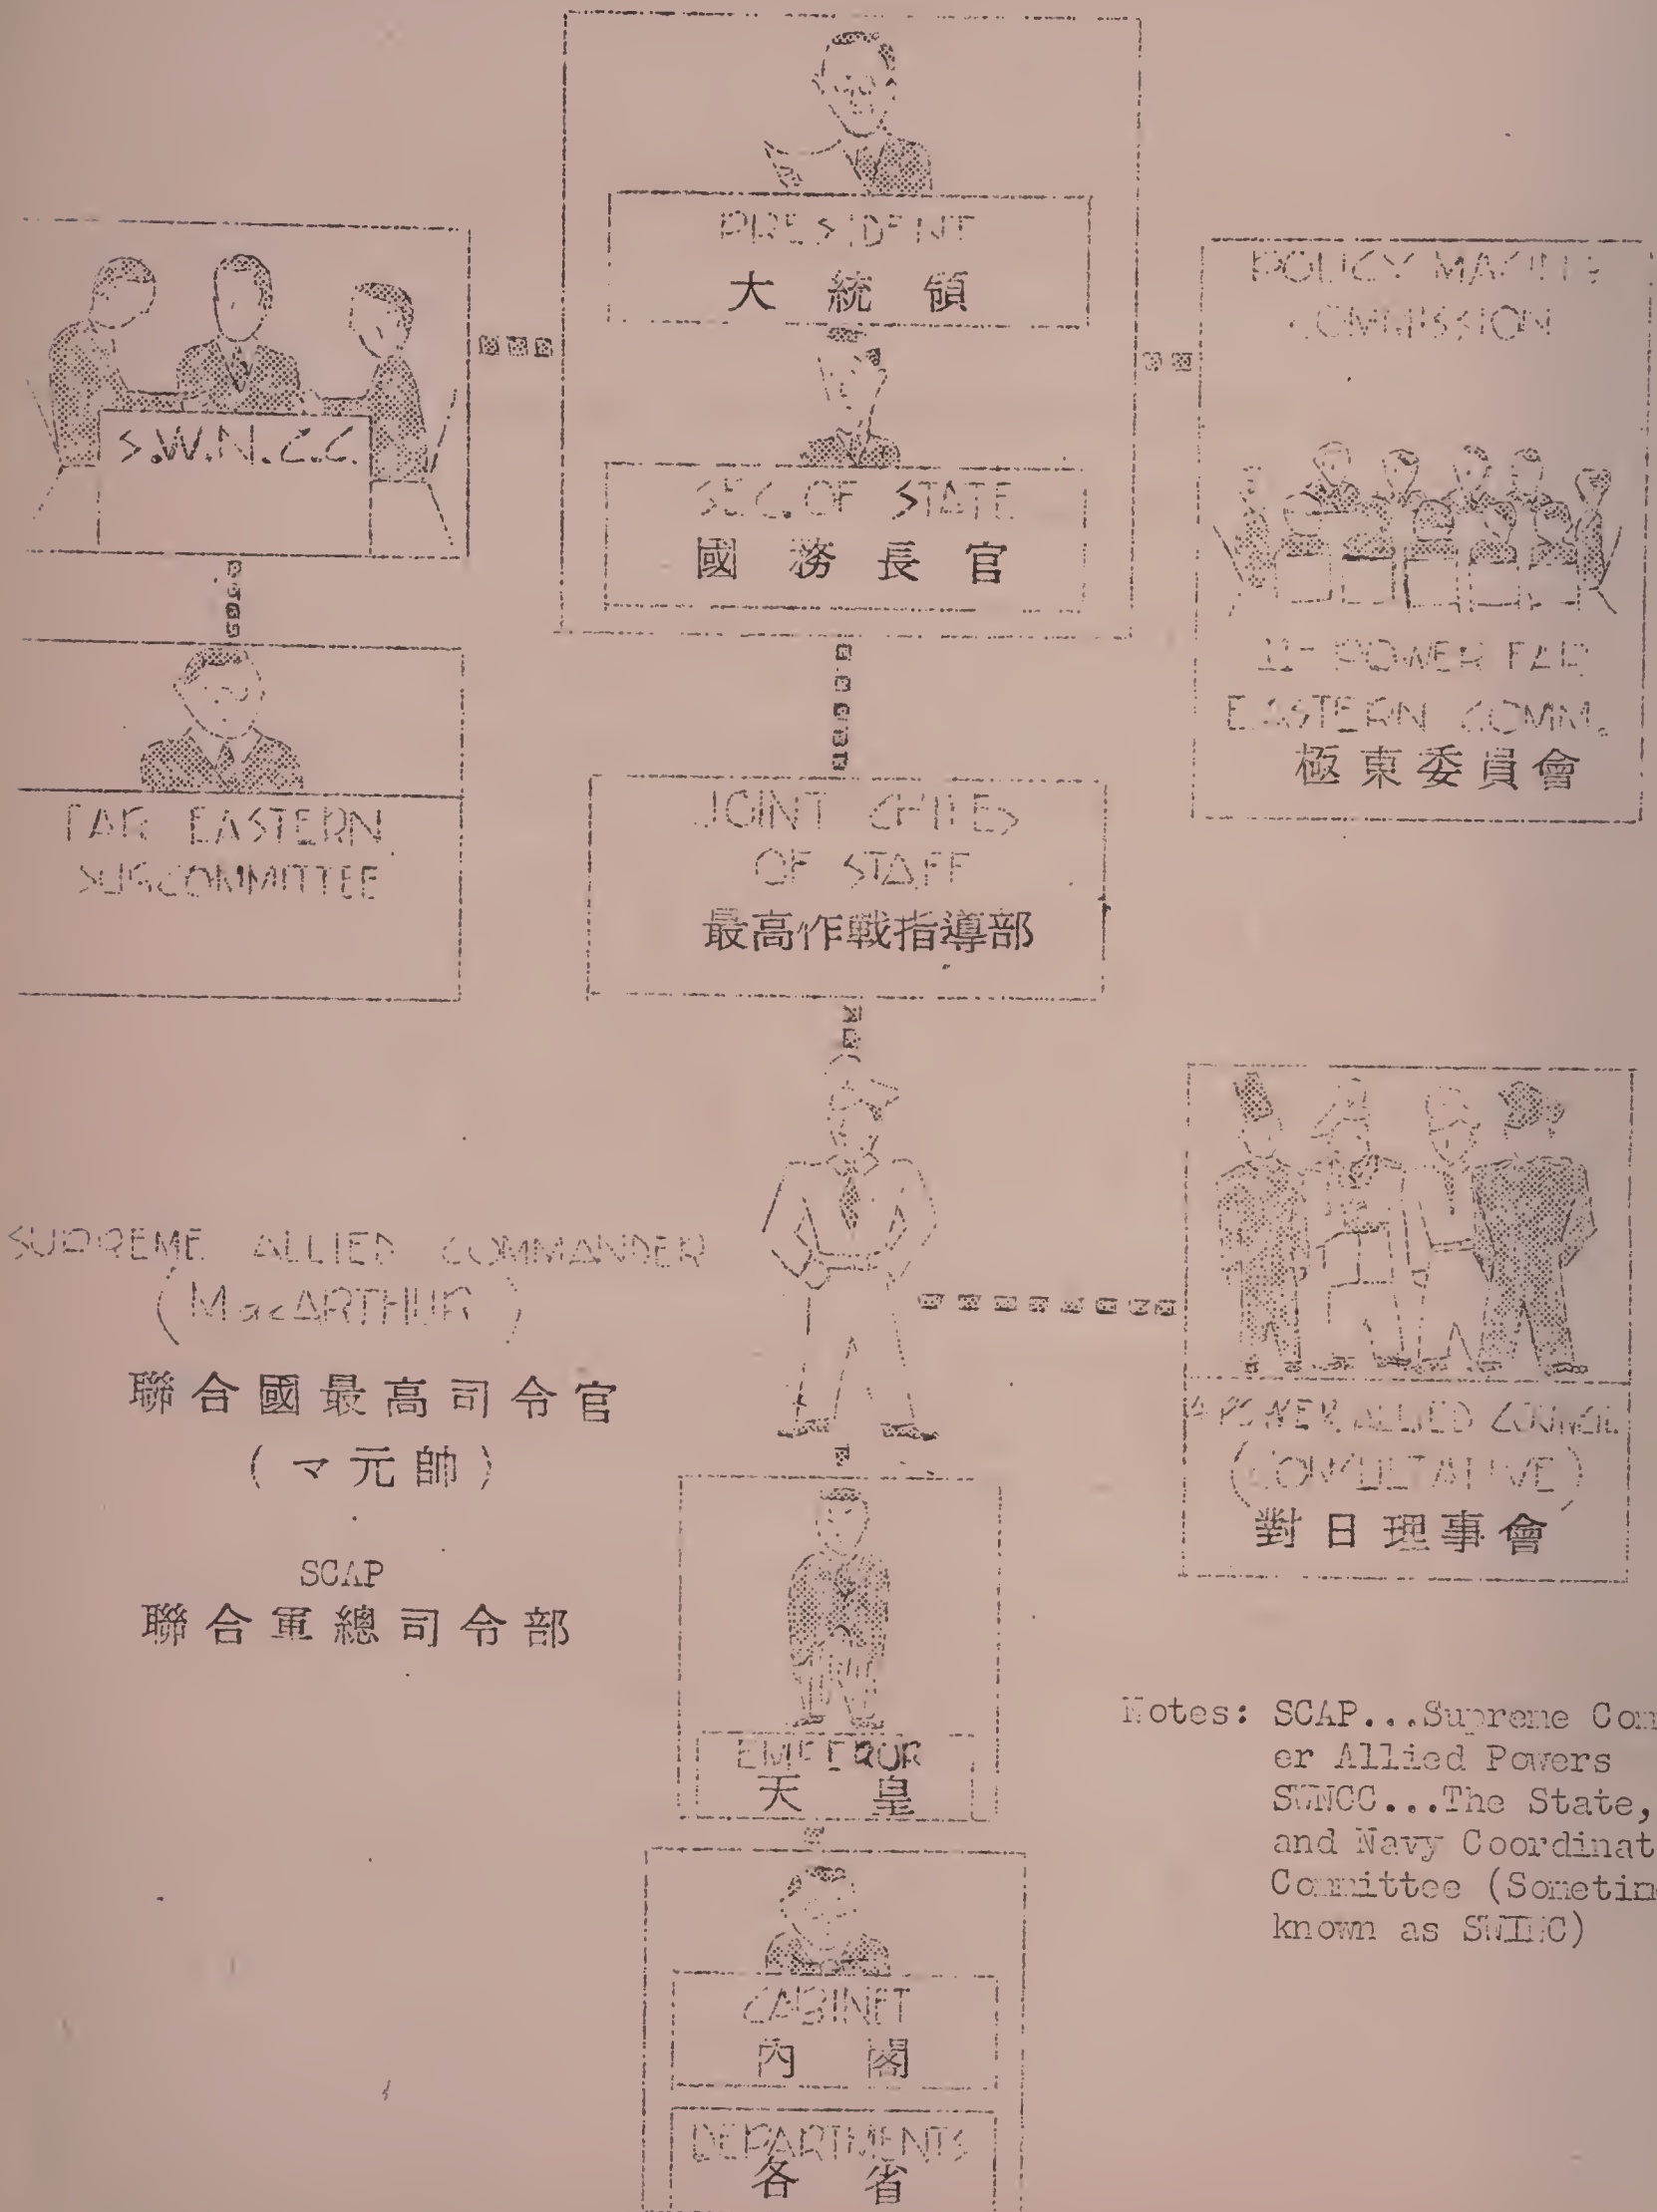 PRESIDENT
大統領
SEC. OF STATE
國務長官
S.W.N.C.C.
FAR EASTERN
SUBCOMMITTEE
POLICY MAKING
COMMISSION
11-POWER FAR
EASTERN COMM.
極東委員會
JOINT CHIEFS
OF STAFF
最高作戰指導部
SUPREME ALLIED COMMANDER
(MacARTHUR)
聯合國最高司令官
(マ元帥)
SCAP
聯合軍總司令部
4 POWER ALLIED COUNCIL
(CONSULTATIVE)
對日理事會
EMPEROR
天皇
CABINET
內閣
DEPARTMENTS
各省
Notes: SCAP...Supreme Com
er Allied Powers
SWNCC...The State,
and Navy Coordinat
Committee (Sometim
known as SWINC)